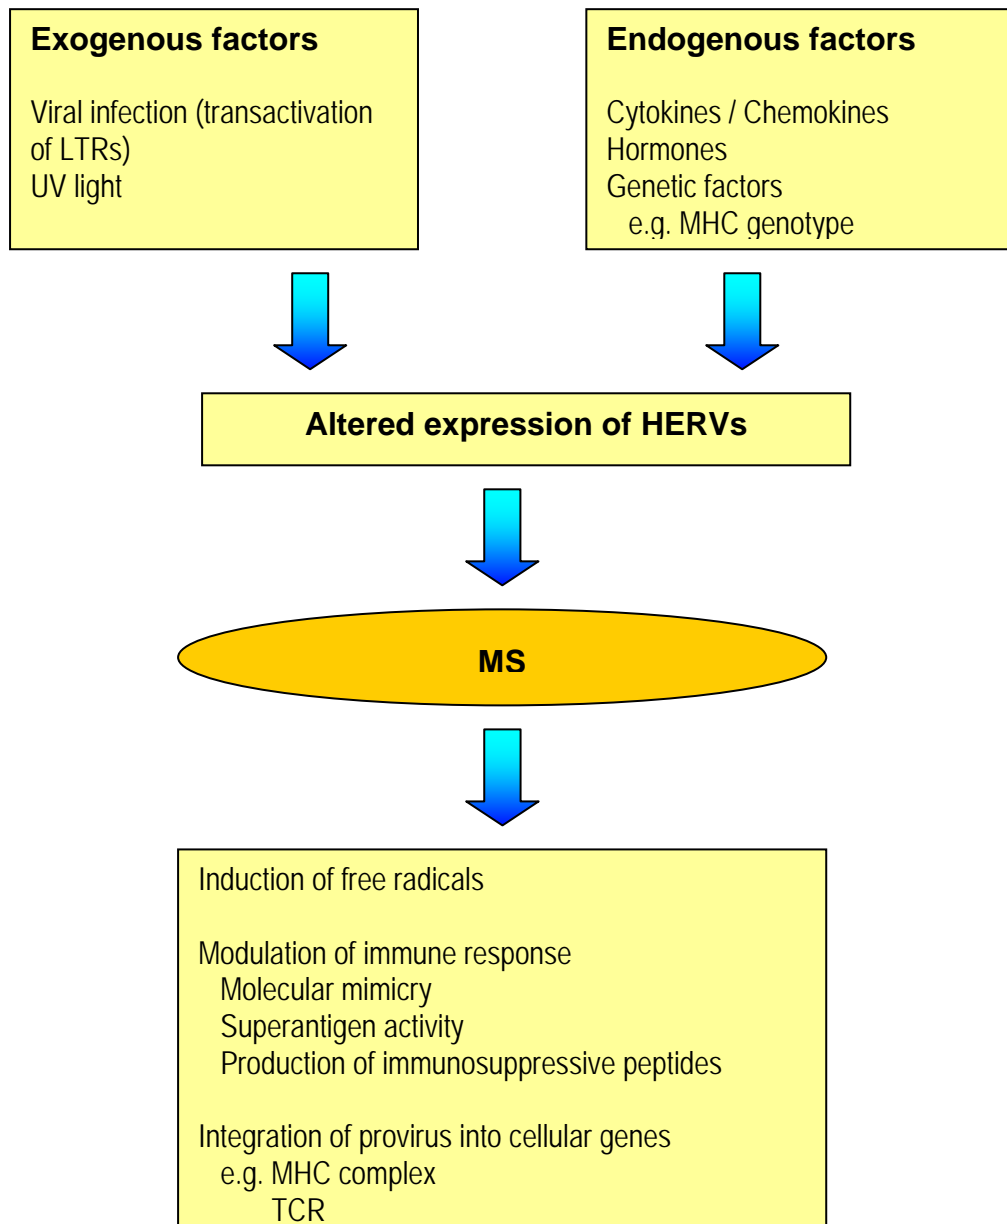 Exogenous factors
Viral infection (transactivation
of LTRs)
UV light
Endogenous factors
Cytokines / Chemokines
Hormones
Genetic factors
e.g. MHC genotype
Altered expression of HERVs
MS
Induction of free radicals
Modulation of immune response
Molecular mimicry
Superantigen activity
Production of immunosuppressive peptides
Integration of provirus into cellular genes
e.g. MHC complex
TCR